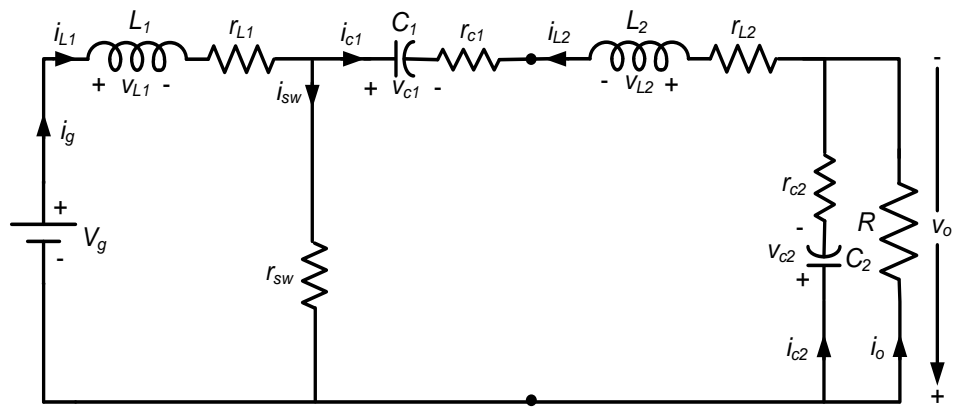 i_L1 L_1 r_L1 i_c1 C_1 r_c1 i_L2 L_2 r_L2
+ v_L1 - + v_c1 - - v_L2 + -
i_sw
i_g
r_c2
+ - R v_o
V_g v_c2 C_2
- r_sw +
i_c2 i_o
+